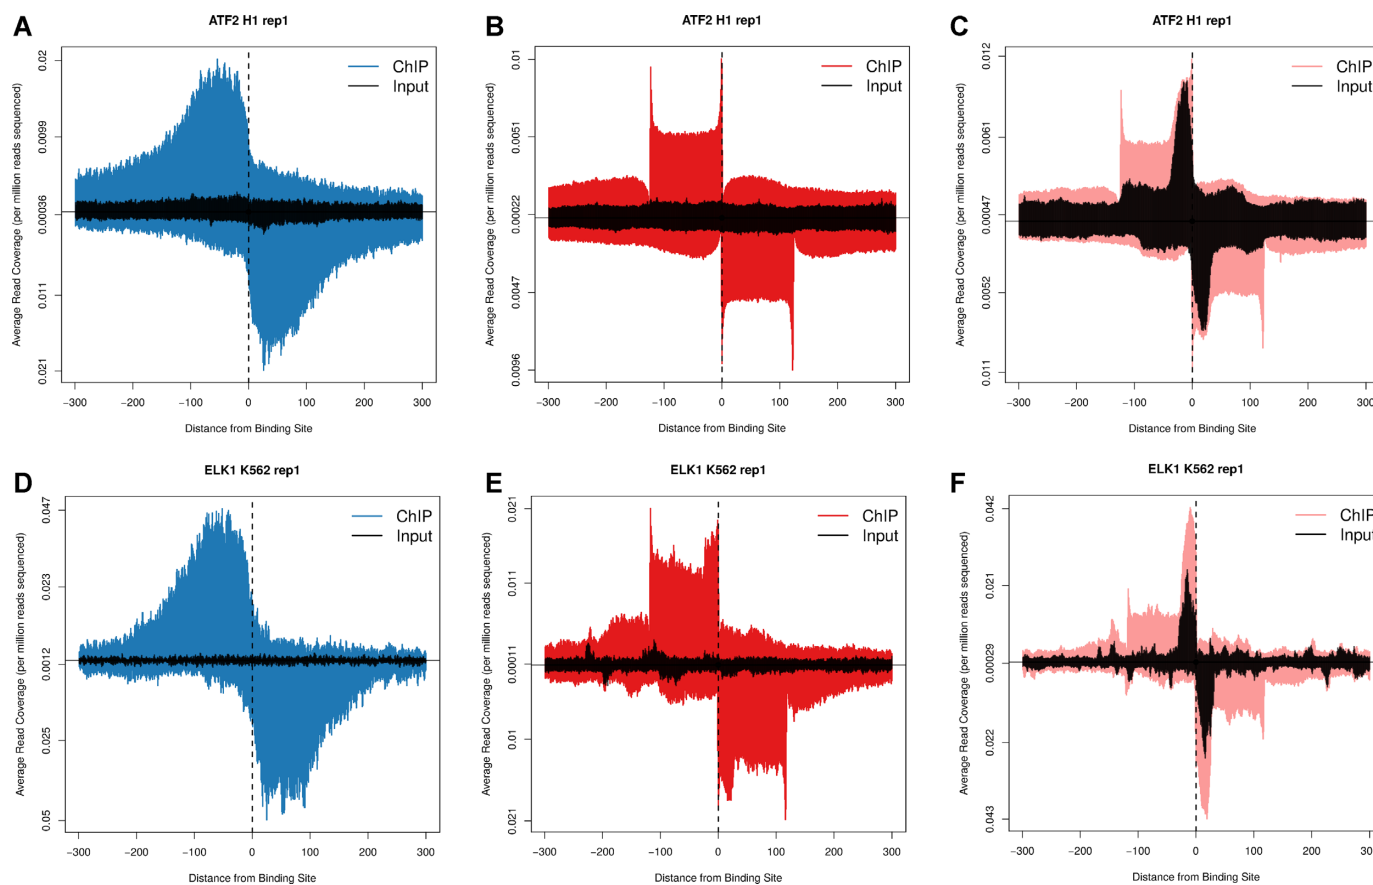 A
ATF2 H1 rep1
Average Read Coverage (per million reads sequenced)
0.02
0.0099
0.00036
0.011
0.021
ChIP
Input
−300
−200
−100
0
100
200
300
Distance from Binding Site
B
ATF2 H1 rep1
Average Read Coverage (per million reads sequenced)
0.01
0.0051
0.00022
0.0047
0.0096
ChIP
Input
−300
−200
−100
0
100
200
300
Distance from Binding Site
C
ATF2 H1 rep1
Average Read Coverage (per million reads sequenced)
0.012
0.0061
0.00047
0.0052
0.011
ChIP
Input
−300
−200
−100
0
100
200
300
Distance from Binding Site
D
ELK1 K562 rep1
Average Read Coverage (per million reads sequenced)
0.047
0.023
0.0012
0.025
0.05
ChIP
Input
−300
−200
−100
0
100
200
300
Distance from Binding Site
E
ELK1 K562 rep1
Average Read Coverage (per million reads sequenced)
0.021
0.011
0.00011
0.01
0.021
ChIP
Input
−300
−200
−100
0
100
200
300
Distance from Binding Site
F
ELK1 K562 rep1
Average Read Coverage (per million reads sequenced)
0.042
0.021
0.00029
0.022
0.043
ChIP
Input
−300
−200
−100
0
100
200
300
Distance from Binding Site